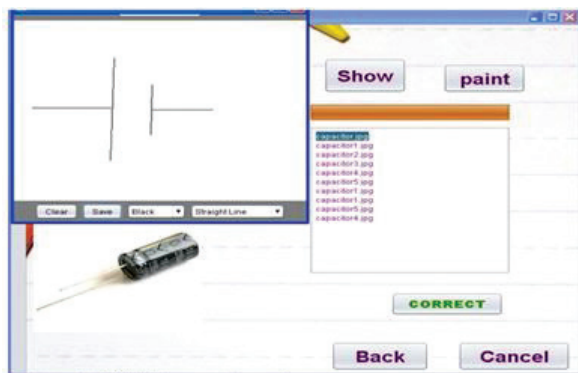 Show
paint
capacitor.jpg
capacitor1.jpg
capacitor2.jpg
capacitor3.jpg
capacitor4.jpg
capacitor5.jpg
capacitor1.jpg
capacitor1.jpg
capacitor5.jpg
capacitor4.jpg
Clear Save Black Straight Line
CORRECT
Back
Cancel